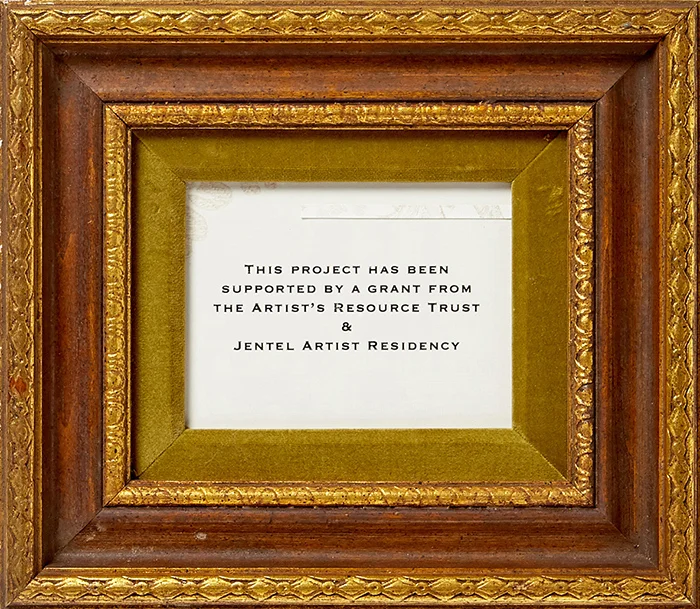 This project has been
supported by a grant from
the Artist's Resource Trust
&
Jentel Artist Residency